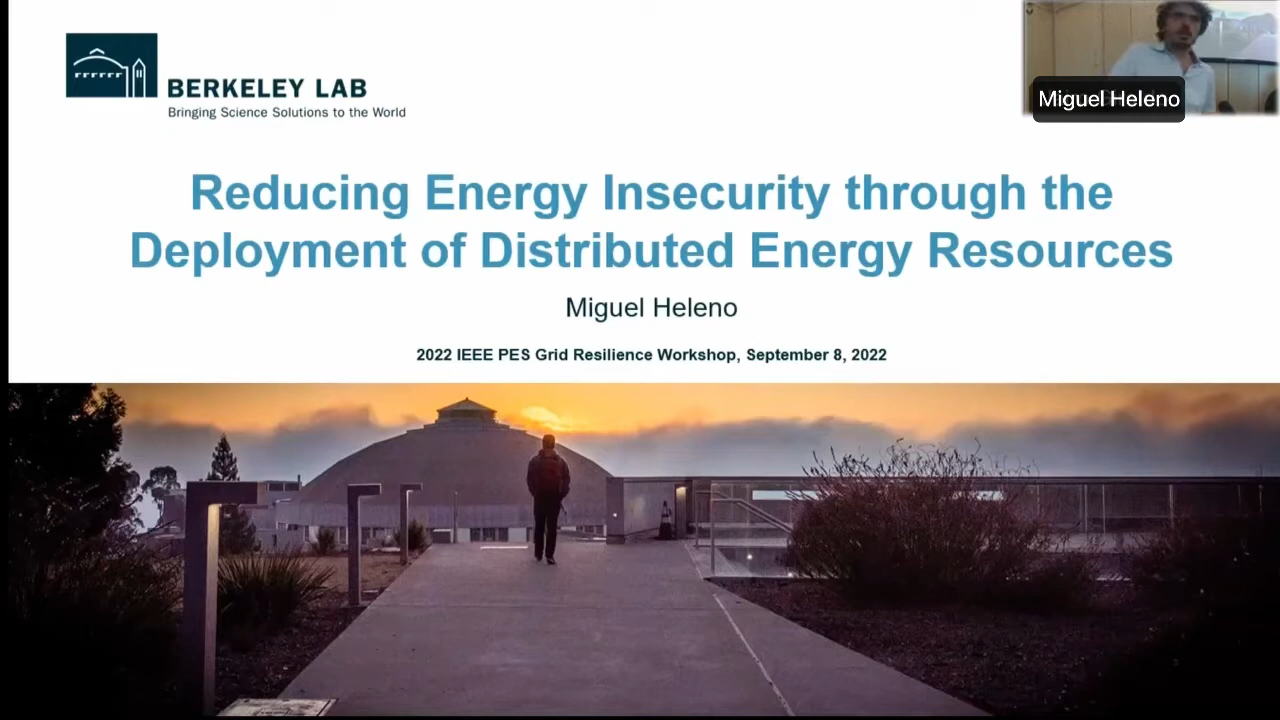 BERKELEY LAB
Bringing Science Solutions to the World
Miguel Heleno
Reducing Energy Insecurity through the
Deployment of Distributed Energy Resources
Miguel Heleno
2022 IEEE PES Grid Resilience Workshop, September 8, 2022